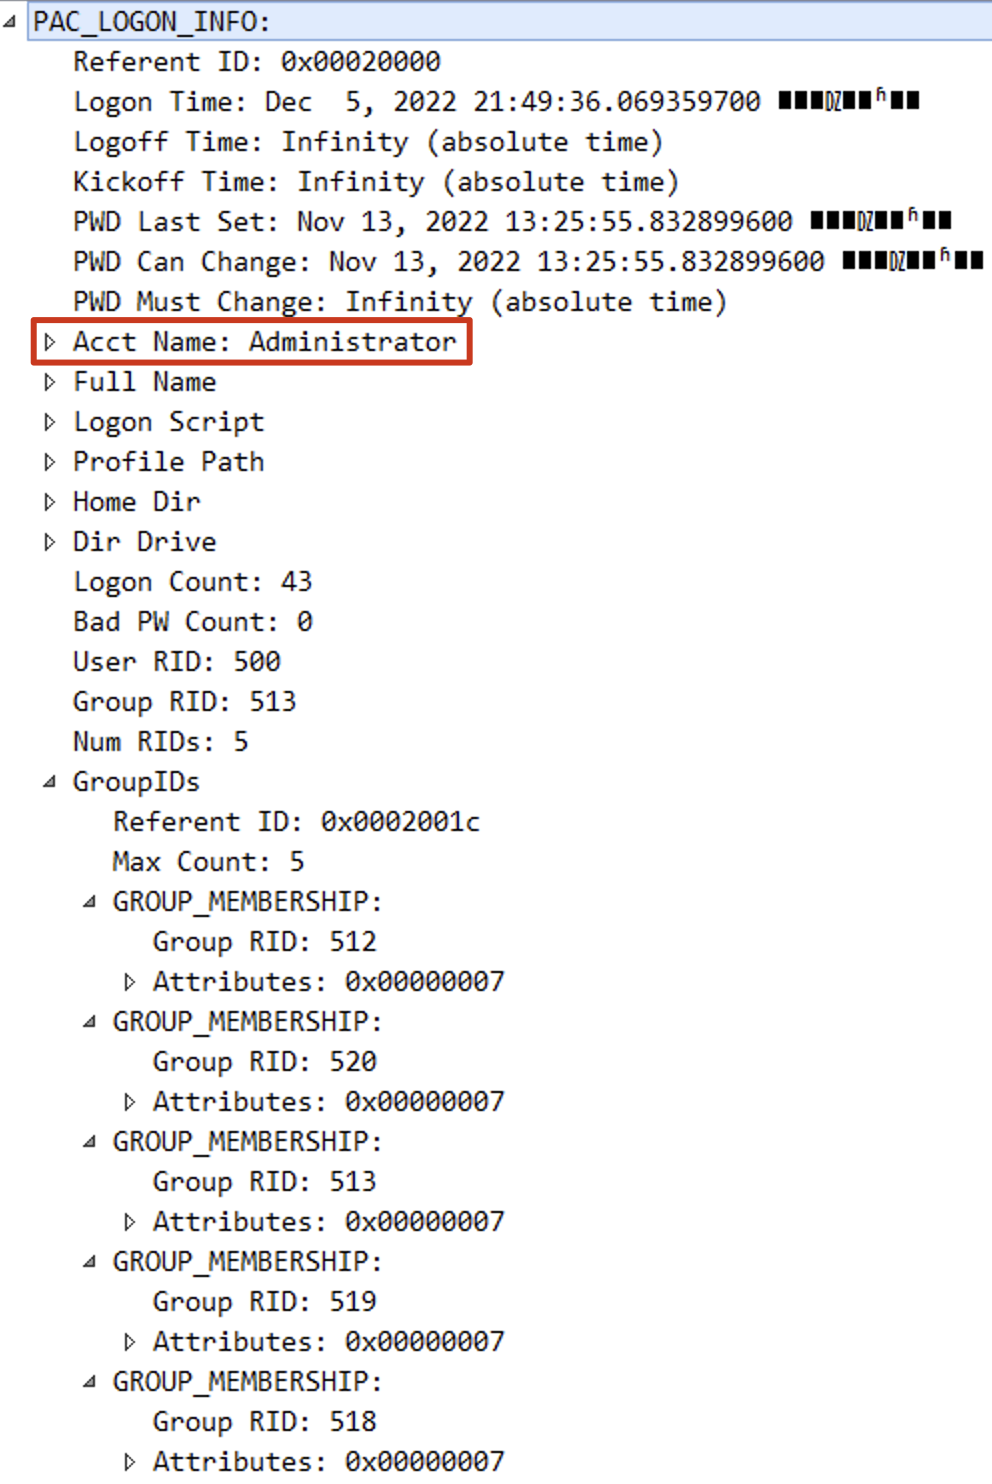 PAC_LOGON_INFO:
Referent ID: 0x00020000
Logon Time: Dec  5, 2022 21:49:36.069359700
Logoff Time: Infinity (absolute time)
Kickoff Time: Infinity (absolute time)
PWD Last Set: Nov 13, 2022 13:25:55.832899600
PWD Can Change: Nov 13, 2022 13:25:55.832899600
PWD Must Change: Infinity (absolute time)
Acct Name: Administrator
Full Name
Logon Script
Profile Path
Home Dir
Dir Drive
Logon Count: 43
Bad PW Count: 0
User RID: 500
Group RID: 513
Num RIDs: 5
GroupIDs
Referent ID: 0x0002001c
Max Count: 5
GROUP_MEMBERSHIP:
Group RID: 512
Attributes: 0x00000007
GROUP_MEMBERSHIP:
Group RID: 520
Attributes: 0x00000007
GROUP_MEMBERSHIP:
Group RID: 513
Attributes: 0x00000007
GROUP_MEMBERSHIP:
Group RID: 519
Attributes: 0x00000007
GROUP_MEMBERSHIP:
Group RID: 518
Attributes: 0x00000007